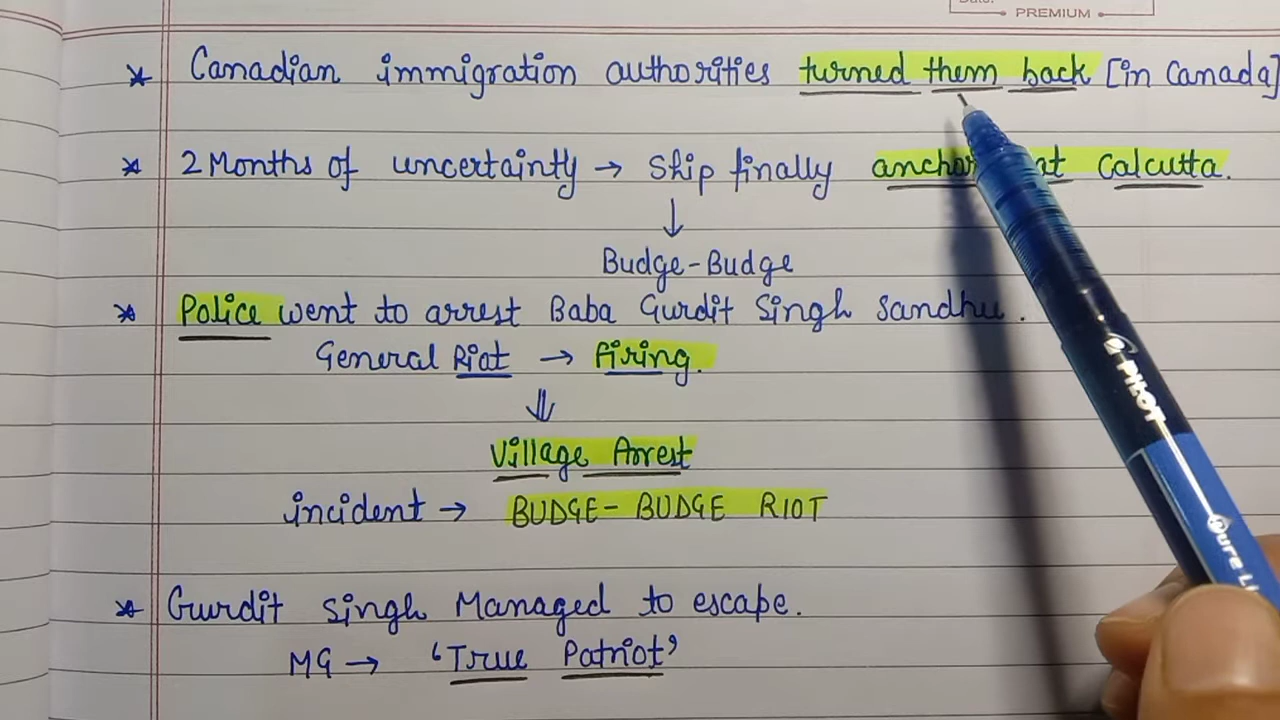 PREMIUM
* Canadian immigration authorities turned them back [in Canada]
* 2 Months of uncertainty → Ship finally at Calcutta.
↓
Budge-Budge
* Police went to arrest Baba Gurdit Singh Sandhu.
General Riot → firing.
⇓
Village Arrest
incident → BUDGE-BUDGE RIOT
* Gurdit Singh Managed to escape.
MG → 'True Patriot'
PILOT